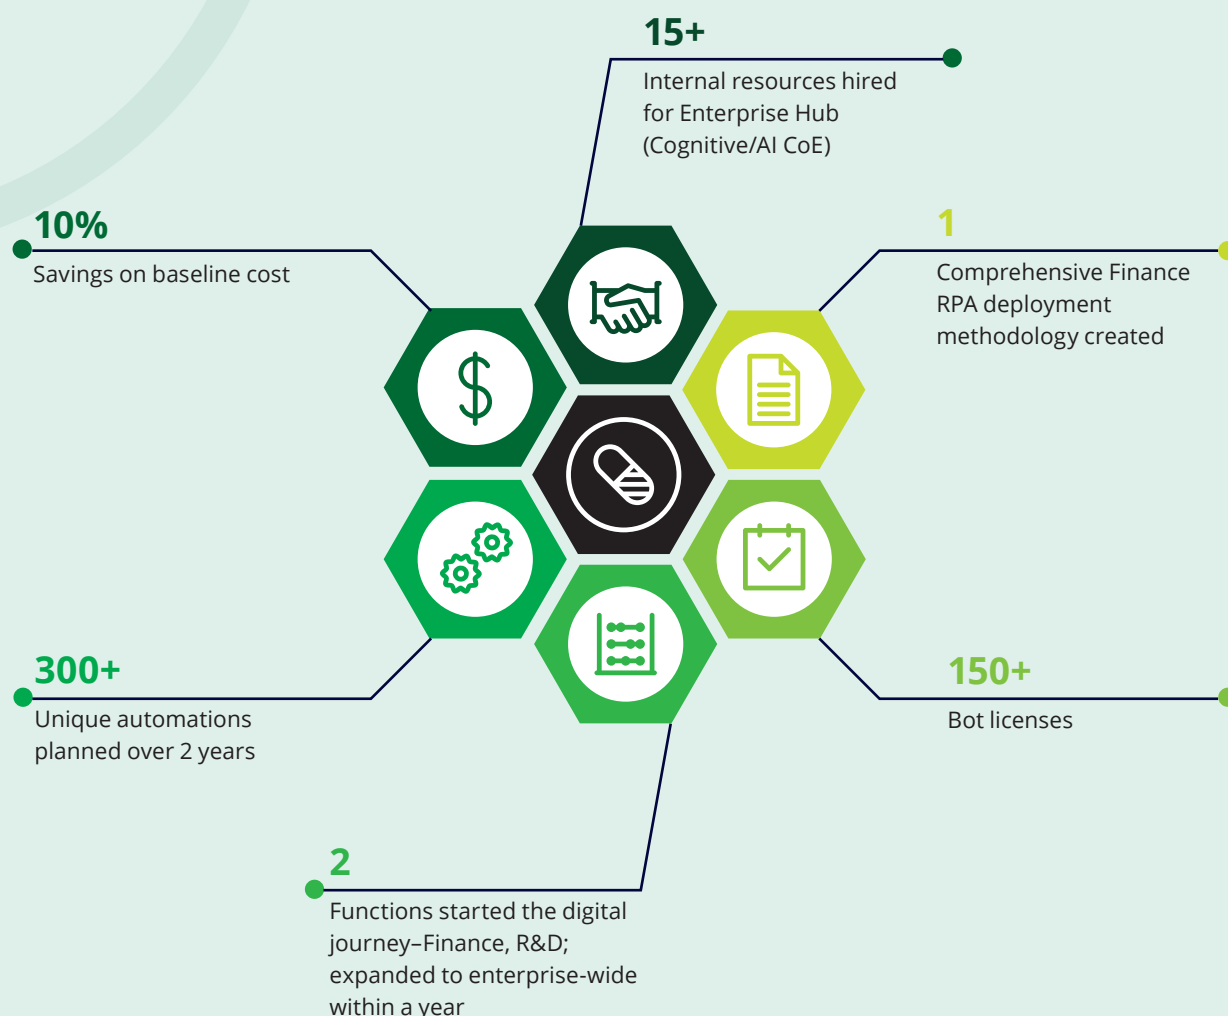 15+
Internal resources hired
for Enterprise Hub
(Cognitive/AI CoE)
10%
Savings on baseline cost
1
Comprehensive Finance
RPA deployment
methodology created
300+
Unique automations
planned over 2 years
150+
Bot licenses
2
Functions started the digital
journey–Finance, R&D;
expanded to enterprise-wide
within a year